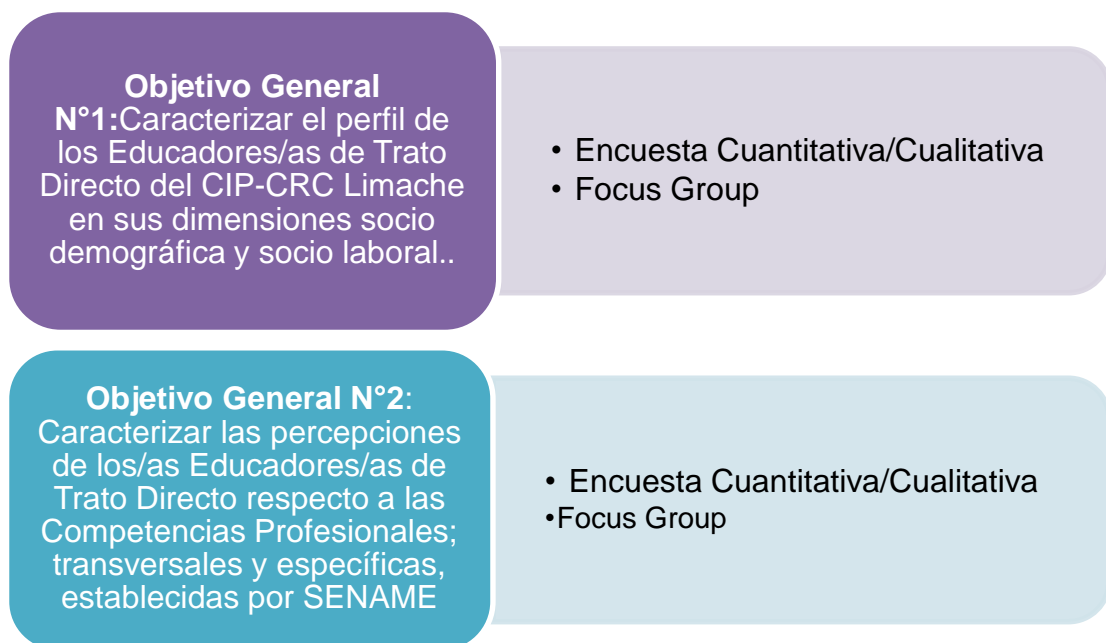 Objetivo General
N°1:Caracterizar el perfil de
los Educadores/as de Trato
Directo del CIP-CRC Limache
en sus dimensiones socio
demográfica y socio laboral..
• Encuesta Cuantitativa/Cualitativa
• Focus Group
Objetivo General N°2:
Caracterizar las percepciones
de los/as Educadores/as de
Trato Directo respecto a las
Competencias Profesionales;
transversales y específicas,
establecidas por SENAME
• Encuesta Cuantitativa/Cualitativa
•Focus Group